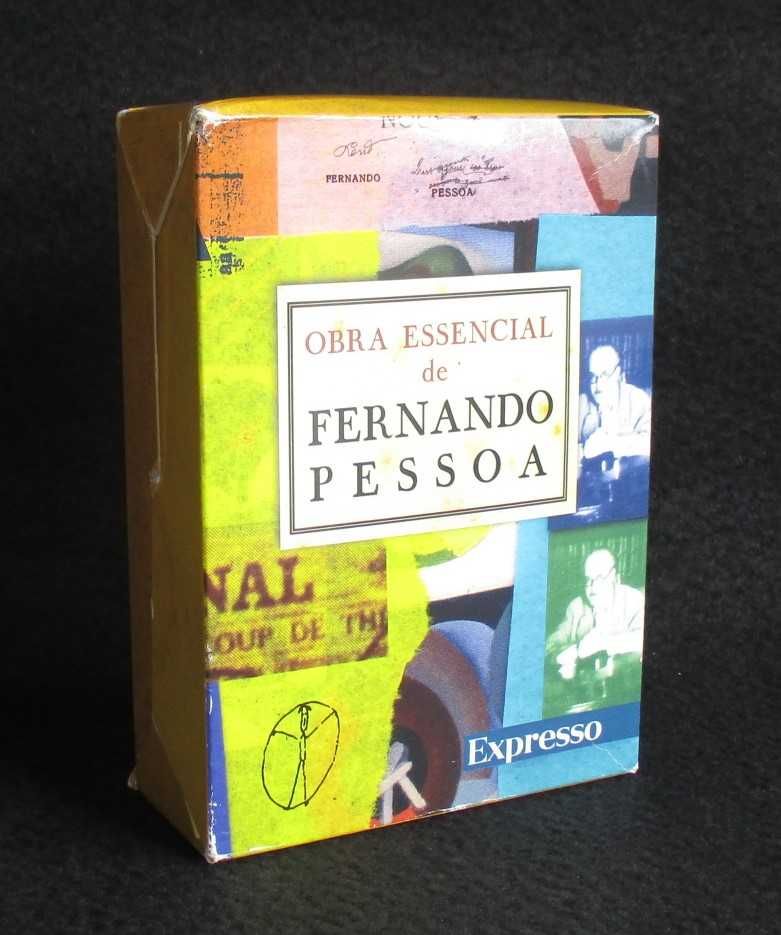 FERNANDO
PESSOA
OBRA ESSENCIAL
de
FERNANDO
PESSOA
NAL
OUP DE TH
Expresso